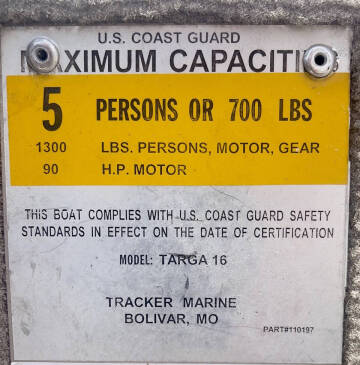 U.S. COAST GUARD
MAXIMUM CAPACITIES
5 PERSONS OR 700 LBS
1300 LBS. PERSONS, MOTOR, GEAR
90 H.P. MOTOR
THIS BOAT COMPLIES WITH U.S. COAST GUARD SAFETY
STANDARDS IN EFFECT ON THE DATE OF CERTIFICATION
MODEL: TARGA 16
TRACKER MARINE
BOLIVAR, MO
PART#110197